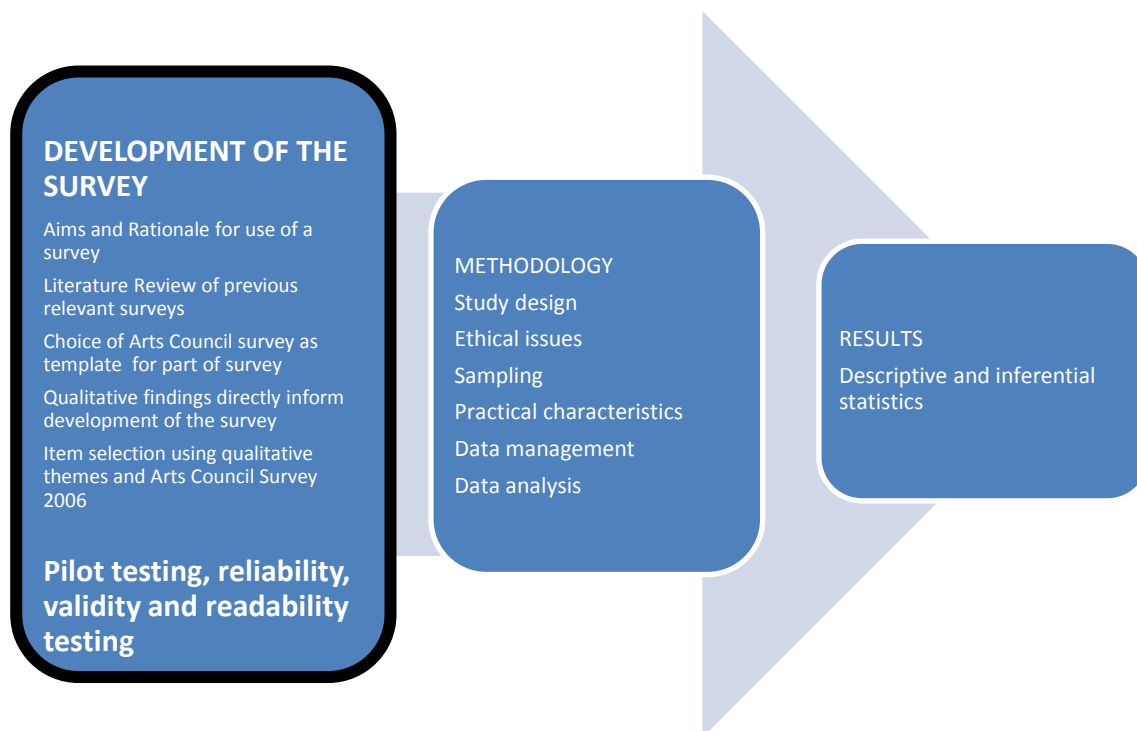 DEVELOPMENT OF THE
SURVEY
Aims and Rationale for use of a
survey
Literature Review of previous
relevant surveys
Choice of Arts Council survey as
template for part of survey
Qualitative findings directly inform
development of the survey
Item selection using qualitative
themes and Arts Council Survey
2006
Pilot testing, reliability,
validity and readability
testing
METHODOLOGY
Study design
Ethical issues
Sampling
Practical characteristics
Data management
Data analysis
RESULTS
Descriptive and inferential
statistics